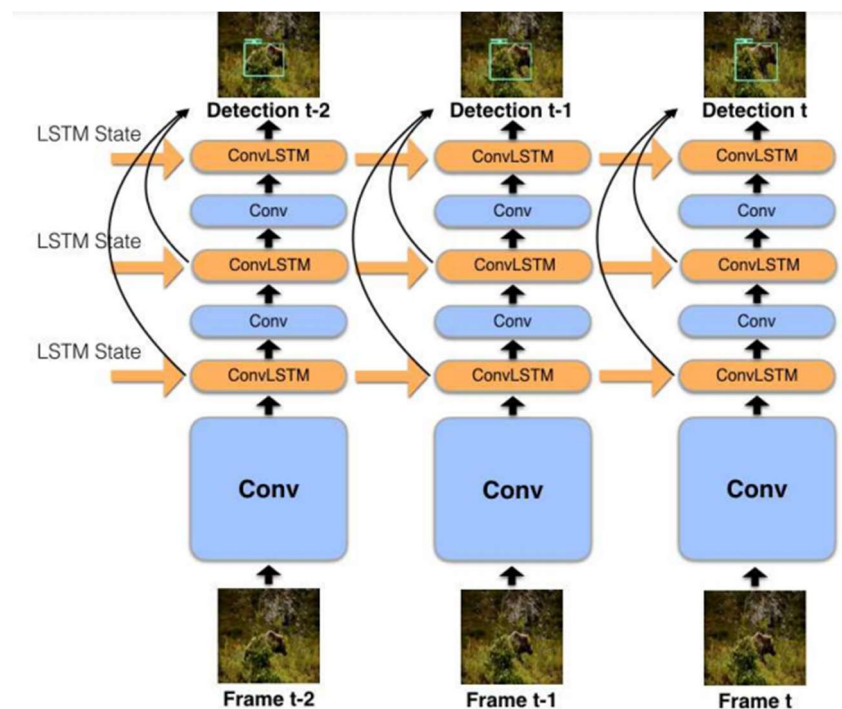 Detection t-2 Detection t-1 Detection t
LSTM State
ConvLSTM ConvLSTM ConvLSTM
Conv Conv Conv
LSTM State
ConvLSTM ConvLSTM ConvLSTM
Conv Conv Conv
LSTM State
ConvLSTM ConvLSTM ConvLSTM
Conv Conv Conv
Frame t-2 Frame t-1 Frame t